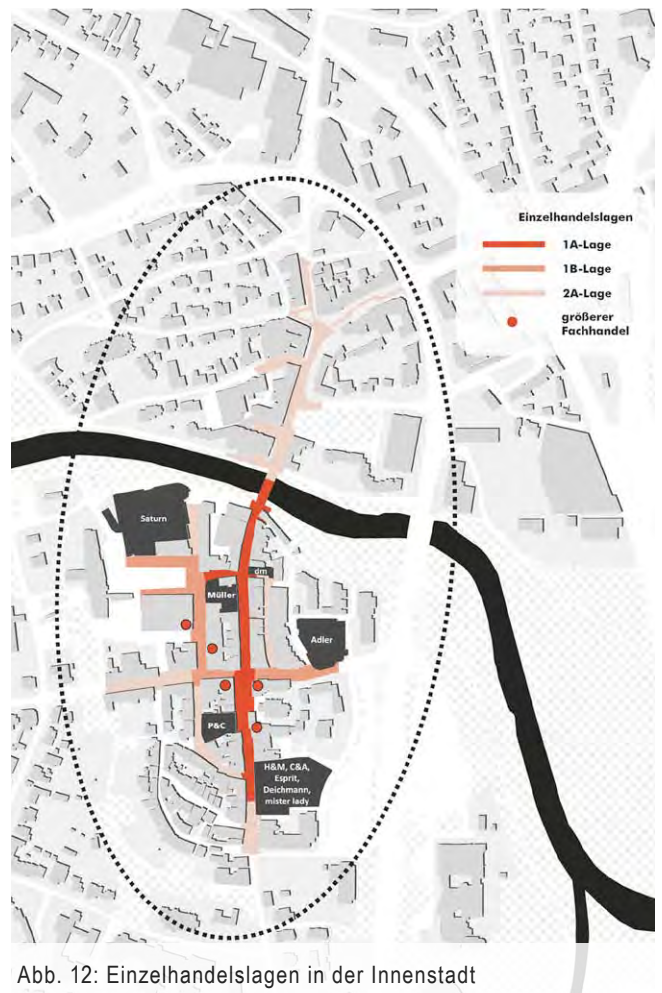 Einzelhandelslagen
1A-Lage
1B-Lage
2A-Lage
größerer
Fachhandel
Saturn
dm
Müller
Adler
P&C
H&M, C&A,
Esprit,
Deichmann,
mister lady
Abb. 12: Einzelhandelslagen in der Innenstadt